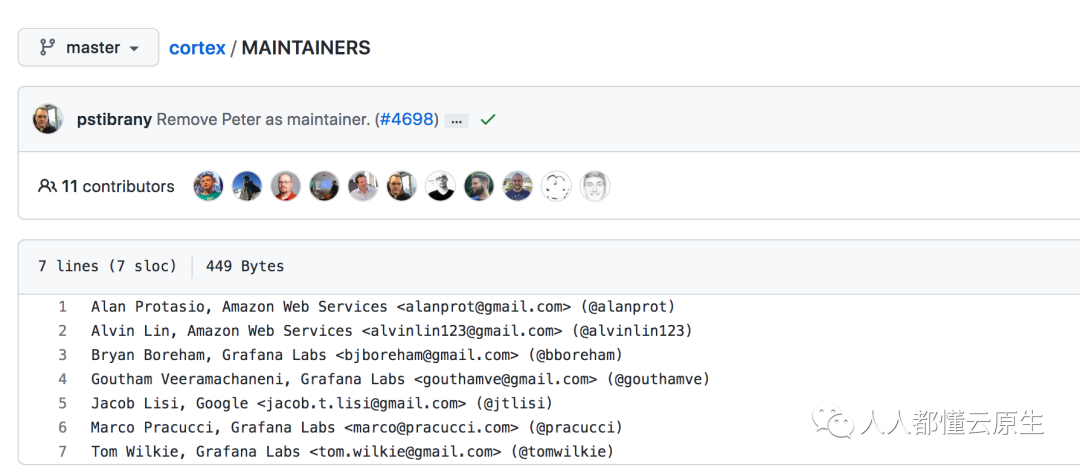 master cortex / MAINTAINERS
pstibrany Remove Peter as maintainer. (#4698) ...
11 contributors
7 lines (7 sloc) 449 Bytes
1 Alan Protasio, Amazon Web Services <alanprot@gmail.com> (@alanprot)
2 Alvin Lin, Amazon Web Services <alvinlin123@gmail.com> (@alvinlin123)
3 Bryan Boreham, Grafana Labs <bjboreham@gmail.com> (@bboreham)
4 Goutham Veeramachaneni, Grafana Labs <gouthamve@gmail.com> (@gouthamve)
5 Jacob Lisi, Google <jacob.t.lisi@gmail.com> (@jtlisi)
6 Marco Pracucci, Grafana Labs <marco@pracucci.com> (@pracucci)
7 Tom Wilkie, Grafana Labs <tom.wilkie@gmail.com> (@tomwilkie)
人人都懂云原生